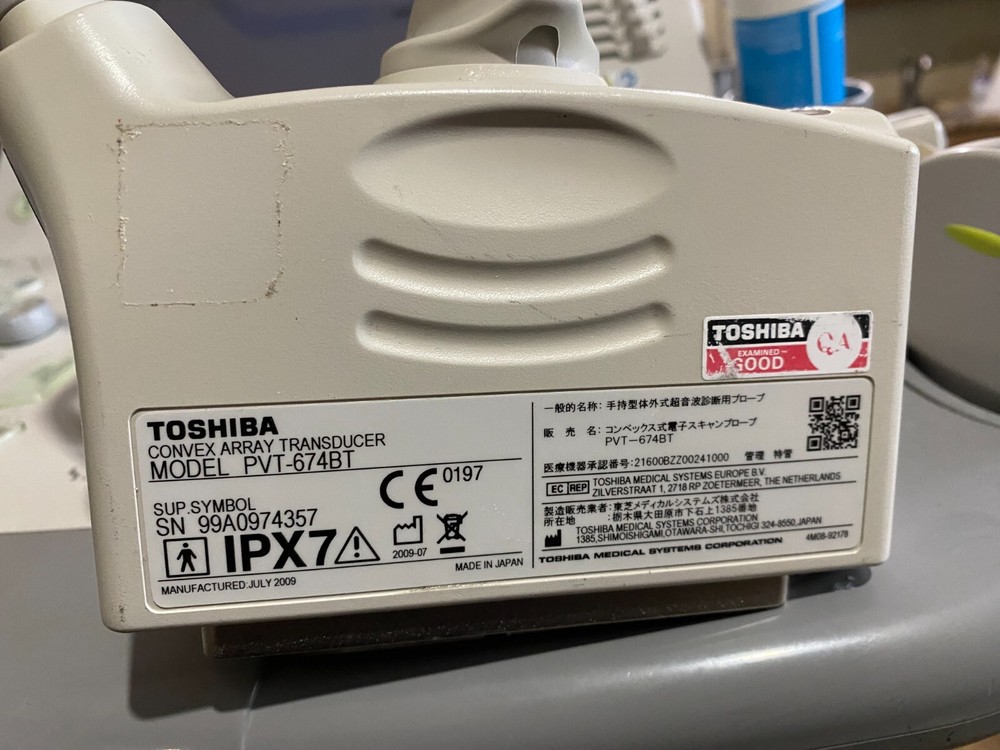 TOSHIBA
EXAMINED~
GOOD
QA
TOSHIBA
CONVEX ARRAY TRANSDUCER
MODEL PVT-674BT
CE 0197
SUP.SYMBOL
SN 99A0974357
IPX7
2009-07
MANUFACTURED:JULY 2009
MADE IN JAPAN
一般的名称:手持型体外式超音波診断用プローブ
販 売 名:コンベックス式電子スキャンプローブ
PVT-674BT
医療機器承認番号:21600BZZ00241000 管理 特管
EC REP TOSHIBA MEDICAL SYSTEMS EUROPE B.V.
ZILVERSTRAAT 1, 2718 RP ZOETERMEER, THE NETHERLANDS
製造販売業者:東芝メディカルシステムズ株式会社
所在地 :栃木県大田原市下石上1385番地
TOSHIBA MEDICAL SYSTEMS CORPORATION
1385,SHIMOISHIGAMI,OTAWARA-SHI,TOCHIGI 324-8550,JAPAN
TOSHIBA MEDICAL SYSTEMS CORPORATION
4M08-92178